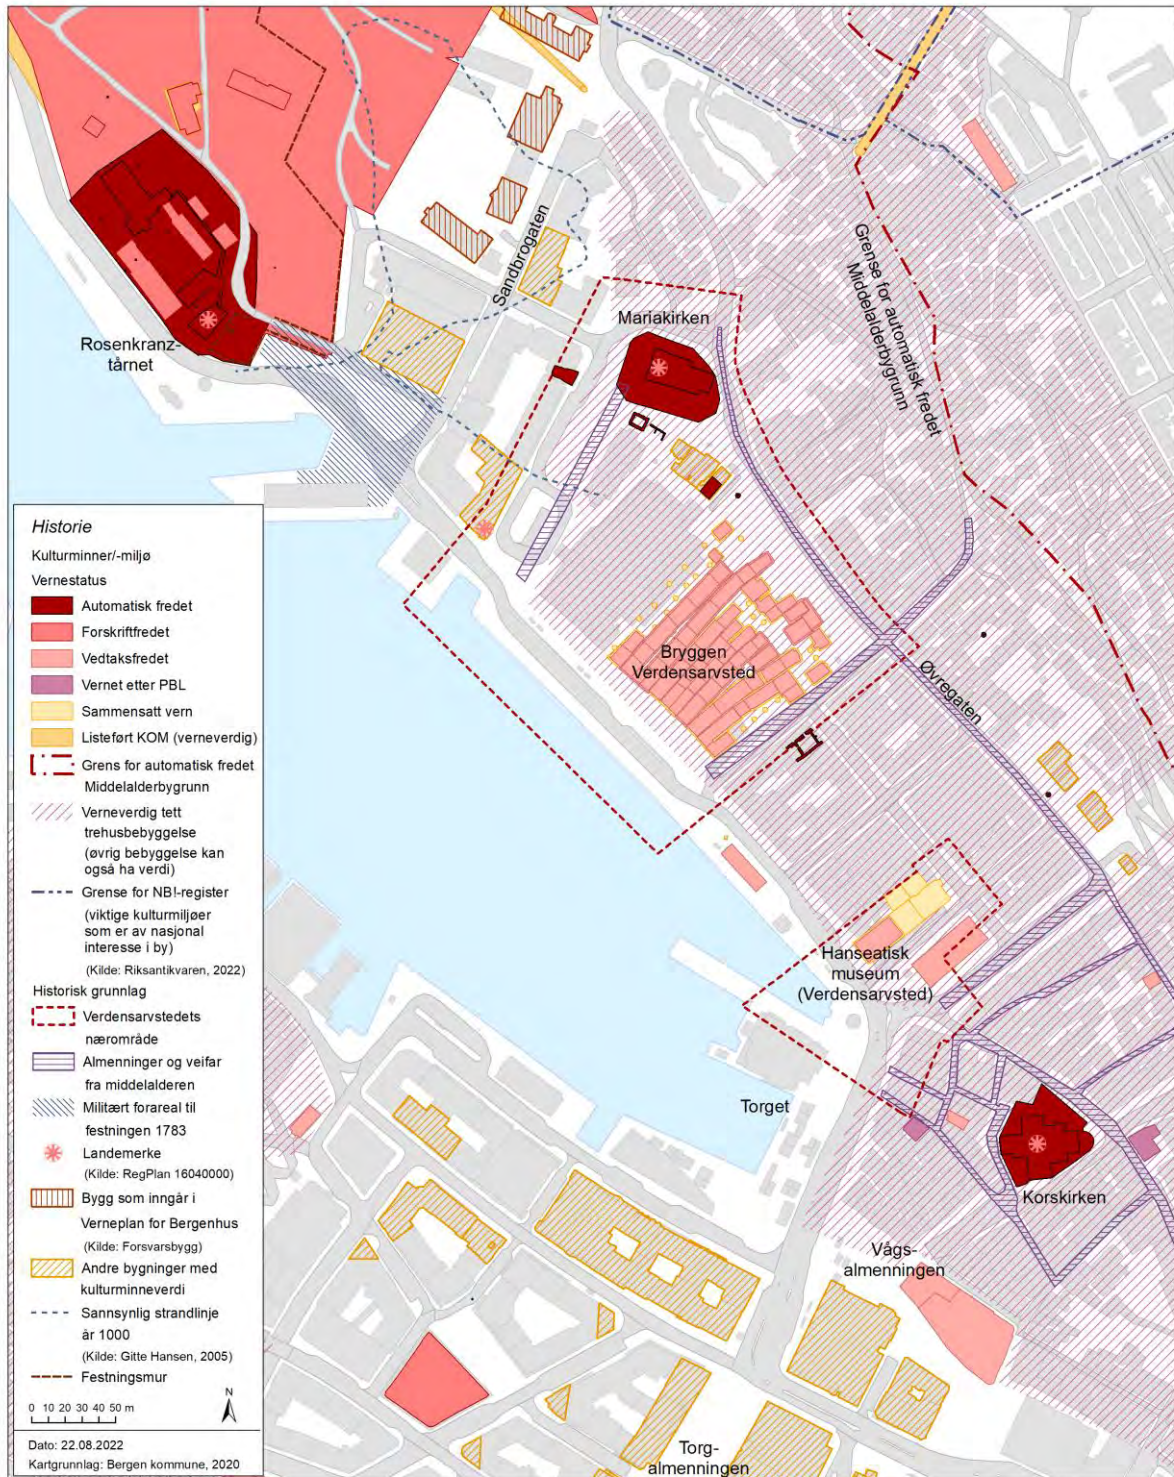 Sandbrogaten
Mariakirken
Rosenkranz-
tårnet
Grense for automatisk fredet
Middelalderbygrunn
Bryggen
Verdensarvsted
Øvregaten
Hanseatisk
museum
(Verdensarvsted)
Torget
Korskirken
Vågs-
almenningen
Torg-
almenningen
Historie
Kulturminner/-miljø
Vernestatus
Automatisk fredet
Forskriftfredet
Vedtaksfredet
Vernet etter PBL
Sammensatt vern
Listeført KOM (verneverdig)
Grens for automatisk fredet
Middelalderbygrunn
Verneverdig tett
trehusbebyggelse
(øvrig bebyggelse kan
også ha verdi)
Grense for NB!-register
(viktige kulturmiljøer
som er av nasjonal
interesse i by)
(Kilde: Riksantikvaren, 2022)
Historisk grunnlag
Verdensarvstedets
nærområde
Almenninger og veifar
fra middelalderen
Militært forareal til
festningen 1783
Landemerke
(Kilde: RegPlan 16040000)
Bygg som inngår i
Verneplan for Bergenhus
(Kilde: Forsvarsbygg)
Andre bygninger med
kulturminneverdi
Sannsynlig strandlinje
år 1000
(Kilde: Gitte Hansen, 2005)
Festningsmur
N
0 10 20 30 40 50 m
Dato: 22.08.2022
Kartgrunnlag: Bergen kommune, 2020